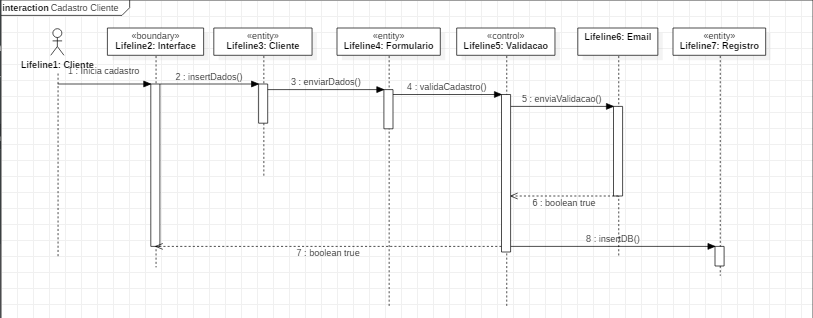 interaction Cadastro Cliente
«boundary»
Lifeline2: Interface
«entity»
Lifeline3: Cliente
«entity»
Lifeline4: Formulario
«control»
Lifeline5: Validacao
Lifeline6: Email
«entity»
Lifeline7: Registro
Lifeline1: Cliente
1 : Inicia cadastro
2 : insertDados()
3 : enviarDados()
4 : validaCadastro()
5 : enviaValidacao()
6 : boolean true
7 : boolean true
8 : insertDB()